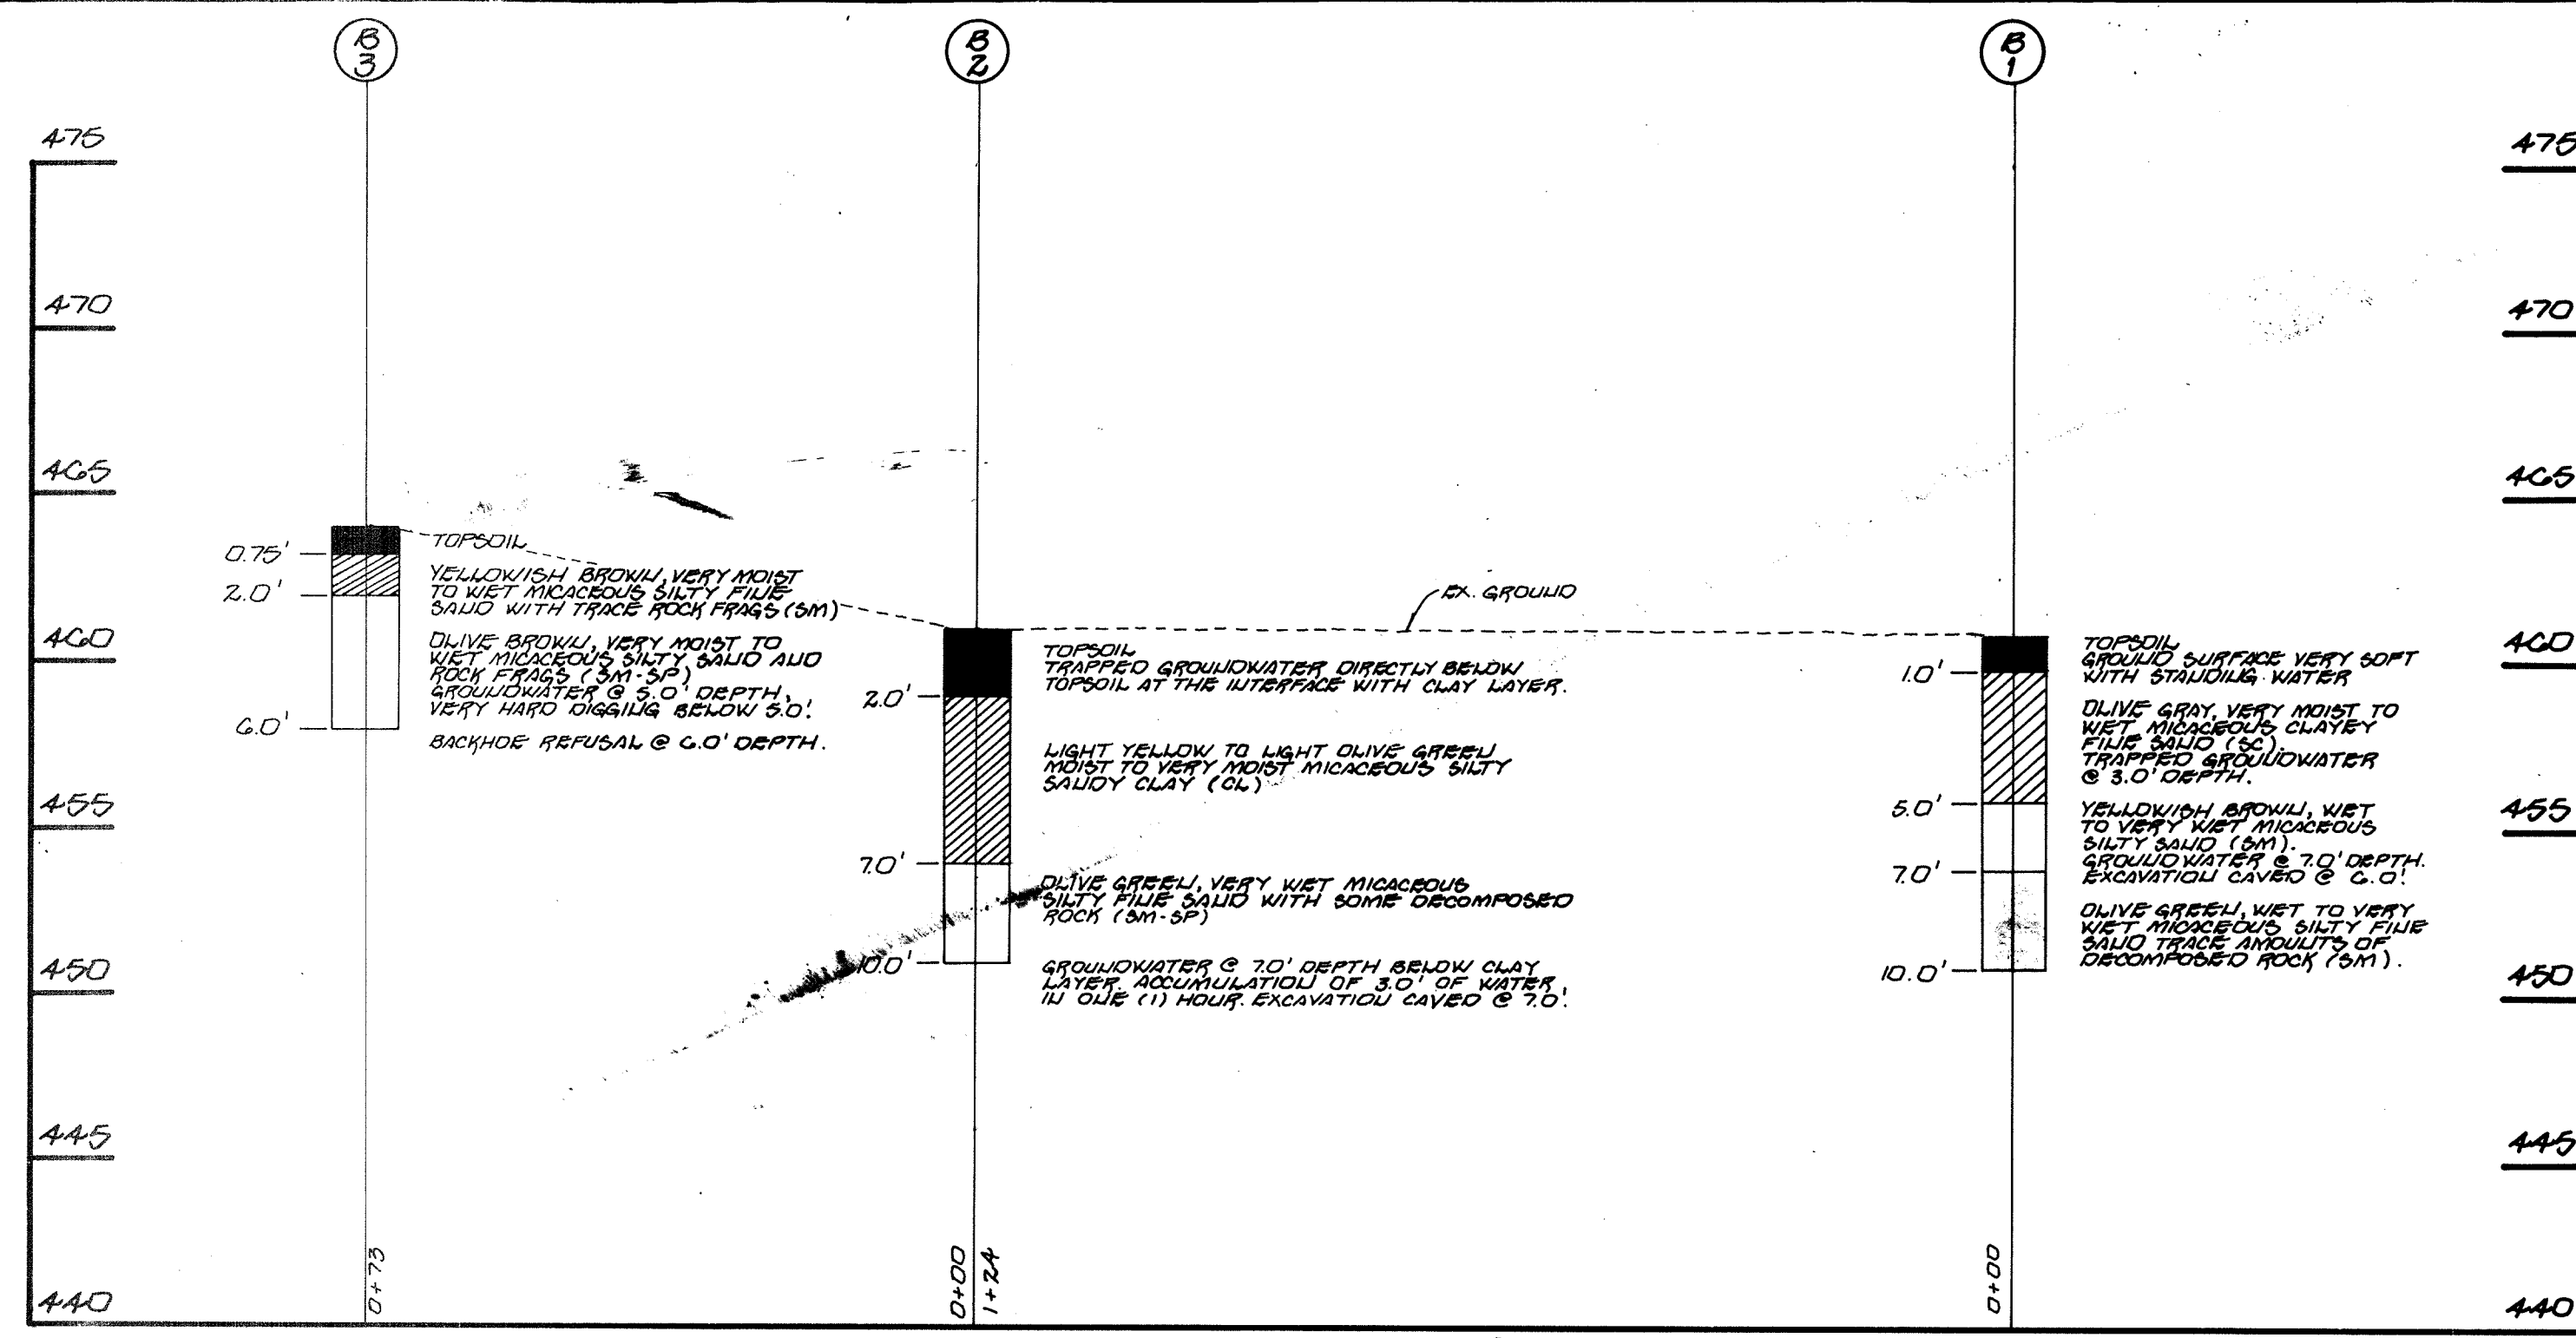 B
3
B
2
B
1
475
470
465
460
455
450
445
440
0.75'
2.0'
6.0'
TOPSOIL
YELLOWISH BROWN, VERY MOIST
TO WET MICACEOUS SILTY FINE
SAND WITH TRACE ROCK FRAGS (SM)
OLIVE BROWN, VERY MOIST TO
WET MICACEOUS SILTY SAND AND
ROCK FRAGS (SM-SP)
GROUNDWATER @ 5.0' DEPTH,
VERY HARD DIGGING BELOW 5.0'.
BACKHOE REFUSAL @ 6.0' DEPTH.
0+73
2.0'
7.0'
10.0'
TOPSOIL
TRAPPED GROUNDWATER DIRECTLY BELOW
TOPSOIL AT THE INTERFACE WITH CLAY LAYER.
LIGHT YELLOW TO LIGHT OLIVE GREEN
MOIST TO VERY MOIST MICACEOUS SILTY
SANDY CLAY (CL)
OLIVE GREEN, VERY WET MICACEOUS
SILTY FINE SAND WITH SOME DECOMPOSED
ROCK (SM-SP)
GROUNDWATER @ 7.0' DEPTH BELOW CLAY
LAYER. ACCUMULATION OF 3.0' OF WATER
IN ONE (1) HOUR. EXCAVATION CAVED @ 7.0'.
0+00
1+24
EX. GROUND
1.0'
5.0'
7.0'
10.0'
TOPSOIL
GROUND SURFACE VERY SOFT
WITH STANDING WATER
OLIVE GRAY, VERY MOIST TO
WET MICACEOUS CLAYEY
FINE SAND (SC).
TRAPPED GROUNDWATER
@ 3.0' DEPTH.
YELLOWISH BROWN, WET
TO VERY WET MICACEOUS
SILTY SAND (SM).
GROUNDWATER @ 7.0' DEPTH.
EXCAVATION CAVED @ 6.0'.
OLIVE GREEN, WET TO VERY
WET MICACEOUS SILTY FINE
SAND TRACE AMOUNTS OF
DECOMPOSED ROCK (SM).
0+00
475
470
465
460
455
450
445
440